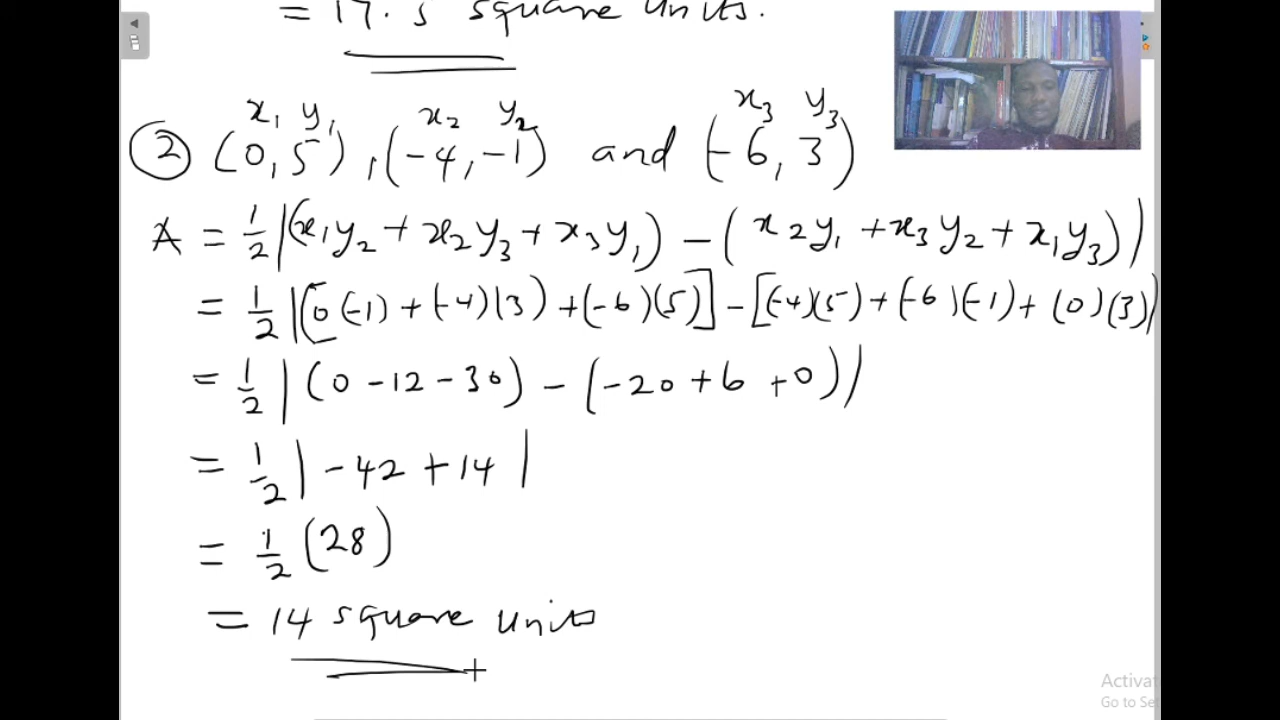 = 17.5 square units.
x₁ y₁ x₂ y₂ x₃ y₃
② (0, 5), (-4, -1) and (-6, 3)
A = 1/2 |(x₁y₂ + x₂y₃ + x₃y₁) - (x₂y₁ + x₃y₂ + x₁y₃)|
= 1/2 |[0(-1) + (-4)(3) + (-6)(5)] - [(-4)(5) + (-6)(-1) + (0)(3)|
= 1/2 |(0 - 12 - 30) - (-20 + 6 + 0)|
= 1/2 |-42 + 14|
= 1/2 (28)
= 14 square units
Activat
Go to Se